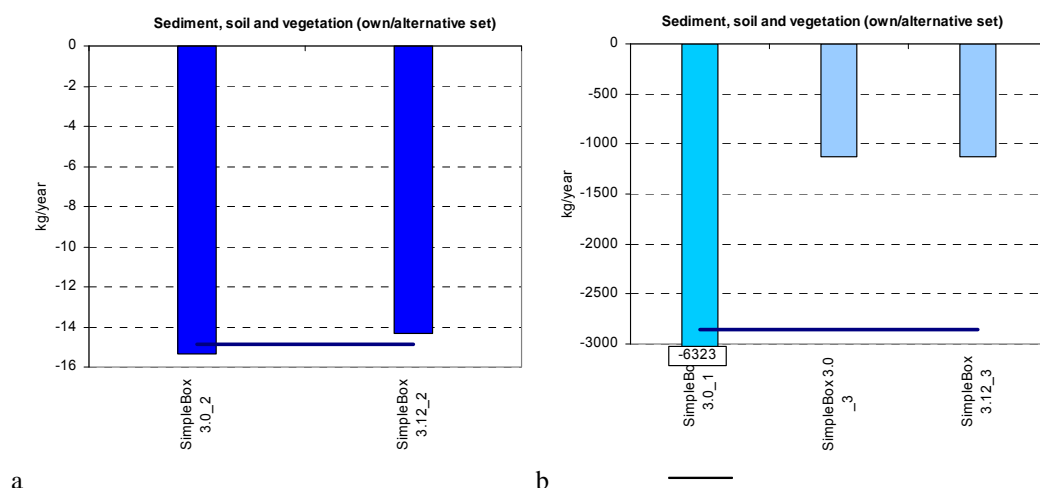 Sediment, soil and vegetation (own/alternative set)
0
-2
-4
-6
-8
-10
-12
-14
-16
kg/year
SimpleBox
3.0_2
SimpleBox
3.12_2
a
Sediment, soil and vegetation (own/alternative set)
0
-500
-1000
-1500
-2000
-2500
-3000
kg/year
-6323
SimpleBox
3.0_1
SimpleBox 3.0
_3
SimpleBox
3.12_3
b